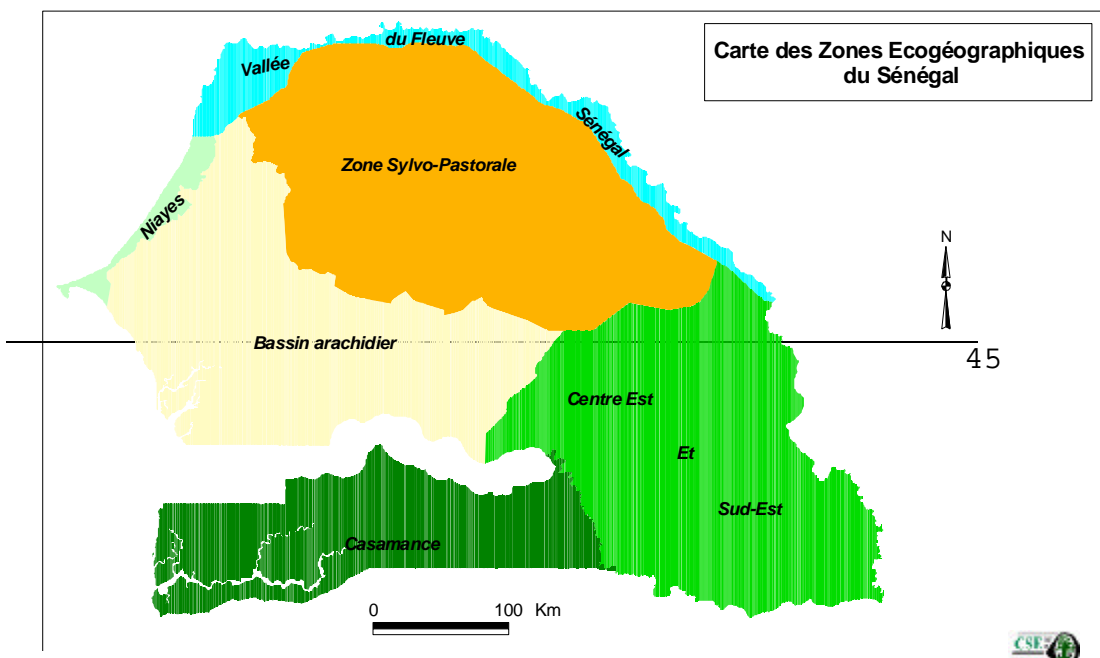 Carte des Zones Ecogéographiques
du Sénégal
Vallée
du Fleuve
Sénégal
Zone Sylvo-Pastorale
Niayes
N
Bassin arachidier
45
Centre Est
Et
Sud-Est
Casamance
0 100 Km
CSE